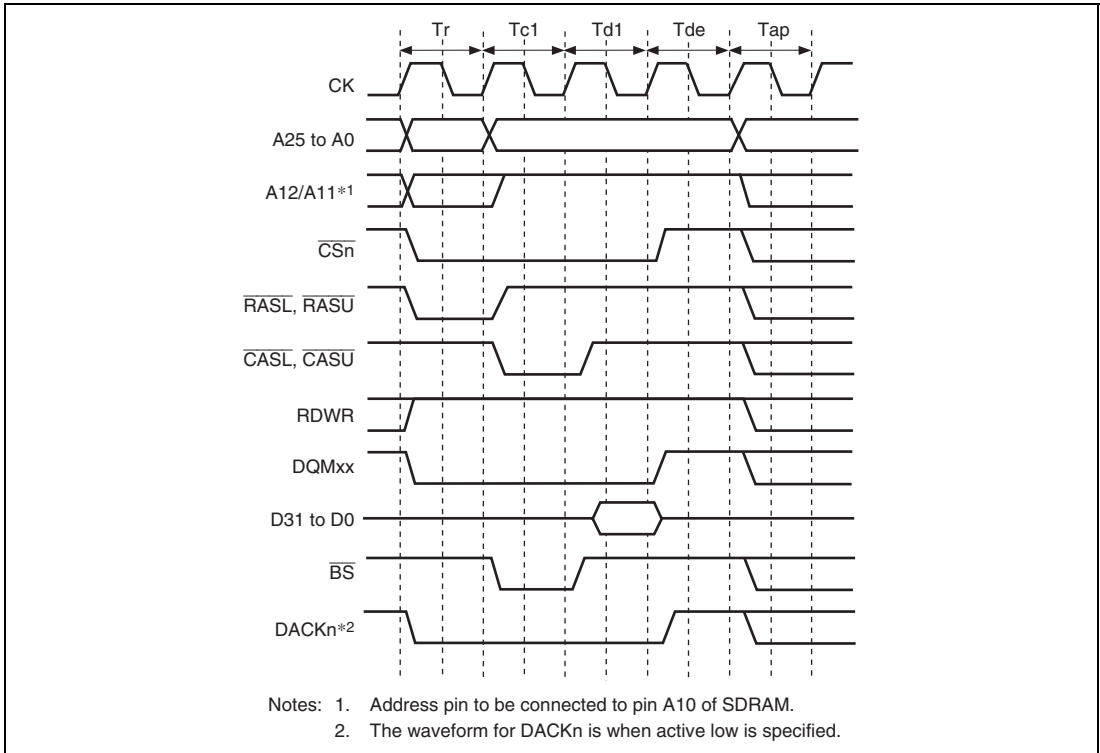 Tr Tc1 Td1 Tde Tap
CK
A25 to A0
A12/A11*1
CSn
RASL, RASU
CASL, CASU
RDWR
DQMxx
D31 to D0
BS
DACKn*2
Notes: 1. Address pin to be connected to pin A10 of SDRAM.
2. The waveform for DACKn is when active low is specified.